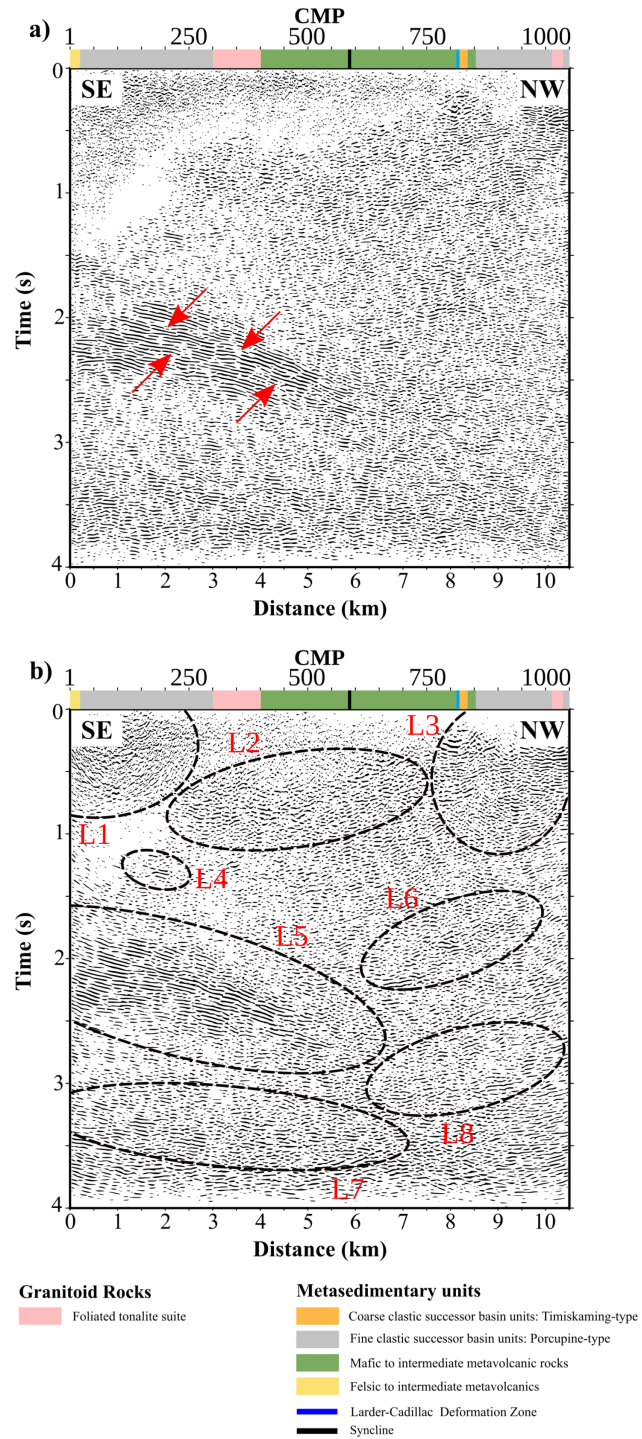 a)
CMP
1 250 500 750 1000
0
SE NW
1
Time (s)
2
3
4
0 1 2 3 4 5 6 7 8 9 10
Distance (km)
b)
CMP
1 250 500 750 1000
0
SE NW
L3
L2
1
L1
L4
L6
Time (s)
L5
2
3
L8
L7
4
0 1 2 3 4 5 6 7 8 9 10
Distance (km)
Granitoid Rocks
Foliated tonalite suite
Metasedimentary units
Coarse clastic successor basin units: Timiskaming-type
Fine clastic successor basin units: Porcupine-type
Mafic to intermediate metavolcanic rocks
Felsic to intermediate metavolcanics
Larder-Cadillac Deformation Zone
Syncline